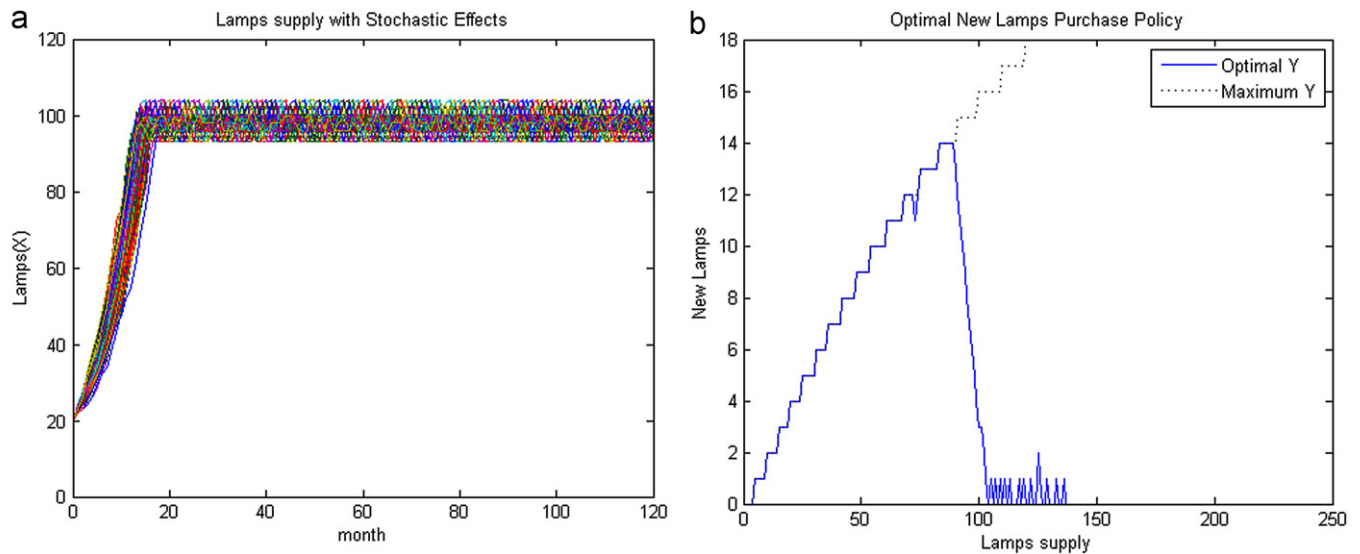 a
Lamps supply with Stochastic Effects
120
100
80
60
40
20
0
Lamps(X)
0 20 40 60 80 100 120
month
b
Optimal New Lamps Purchase Policy
18
16
14
12
10
8
6
4
2
0
New Lamps
Optimal Y
Maximum Y
0 50 100 150 200 250
Lamps supply